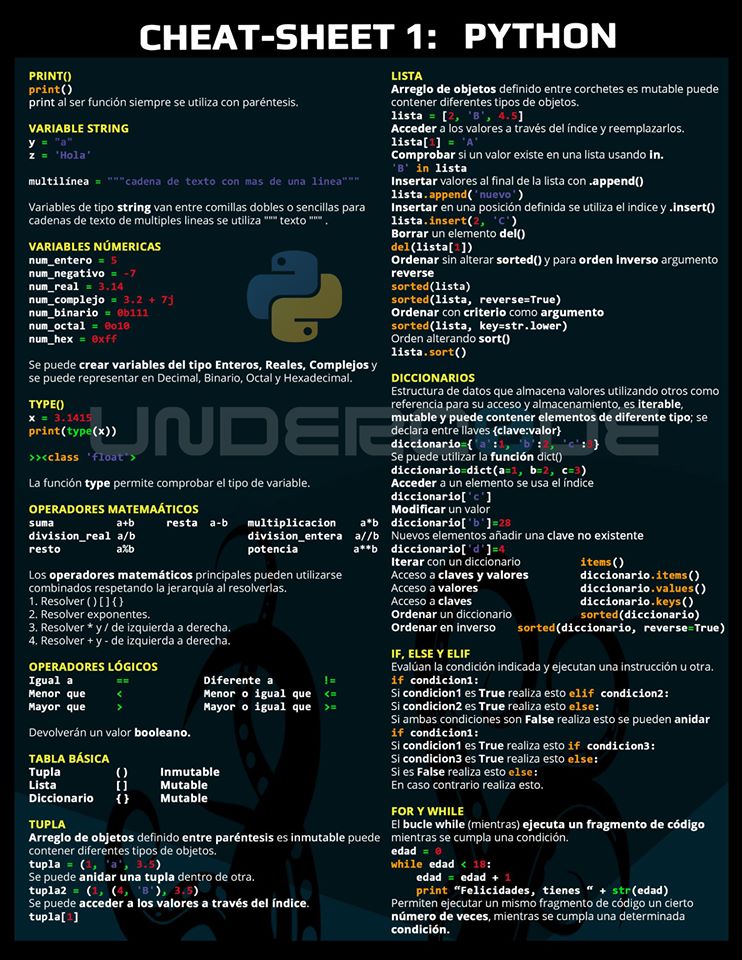 CHEAT-SHEET 1: PYTHON
PRINT()
print()
print al ser función siempre se utiliza con paréntesis.
VARIABLE STRING
y = "a"
z = 'Hola'
multilínea = """cadena de texto con mas de una linea"""
Variables de tipo string van entre comillas dobles o sencillas para
cadenas de texto de multiples lineas se utiliza """ texto """ .
VARIABLES NÚMERICAS
num_entero = 5
num_negativo = -7
num_real = 3.14
num_complejo = 3.2 + 7j
num_binario = 0b111
num_octal = 0o10
num_hex = 0xff
Se puede crear variables del tipo Enteros, Reales, Complejos y
se puede representar en Decimal, Binario, Octal y Hexadecimal.
TYPE()
x = 3.1415
print(type(x))
>><class 'float'>
La función type permite comprobar el tipo de variable.
OPERADORES MATEMAÁTICOS
suma a+b resta a-b multiplicacion a*b
division_real a/b division_entera a//b
resto a%b potencia a**b
Los operadores matemáticos principales pueden utilizarse
combinados respetando la jerarquía al resolverlas.
1. Resolver ( ) [ ] { }
2. Resolver exponentes.
3. Resolver * y / de izquierda a derecha.
4. Resolver + y - de izquierda a derecha.
OPERADORES LÓGICOS
Igual a == Diferente a !=
Menor que < Menor o igual que <=
Mayor que > Mayor o igual que >=
Devolverán un valor booleano.
TABLA BÁSICA
Tupla () Inmutable
Lista [] Mutable
Diccionario {} Mutable
TUPLA
Arreglo de objetos definido entre paréntesis es inmutable puede
contener diferentes tipos de objetos.
tupla = (1, 'a', 3.5)
Se puede anidar una tupla dentro de otra.
tupla2 = (1, (4, 'B'), 3.5)
Se puede acceder a los valores a través del índice.
tupla[1]
LISTA
Arreglo de objetos definido entre corchetes es mutable puede
contener diferentes tipos de objetos.
lista = [2, 'B', 4.5]
Acceder a los valores a través del índice y reemplazarlos.
lista[1] = 'A'
Comprobar si un valor existe en una lista usando in.
'B' in lista
Insertar valores al final de la lista con .append()
lista.append('nuevo')
Insertar en una posición definida se utiliza el indice y .insert()
lista.insert(2, 'C')
Borrar un elemento del()
del(lista[1])
Ordenar sin alterar sorted() y para orden inverso argumento
reverse
sorted(lista)
sorted(lista, reverse=True)
Ordenar con criterio como argumento
sorted(lista, key=str.lower)
Orden alterando sort()
lista.sort()
DICCIONARIOS
Estructura de datos que almacena valores utilizando otros como
referencia para su acceso y almacenamiento, es iterable,
mutable y puede contener elementos de diferente tipo; se
declara entre llaves {clave:valor}
diccionario={'a':1, 'b':2, 'c':3}
Se puede utilizar la función dict()
diccionario=dict(a=1, b=2, c=3)
Acceder a un elemento se usa el índice
diccionario['c']
Modificar un valor
diccionario['b']=28
Nuevos elementos añadir una clave no existente
diccionario['d']=4
Iterar con un diccionario items()
Acceso a claves y valores diccionario.items()
Acceso a valores diccionario.values()
Acceso a claves diccionario.keys()
Ordenar un diccionario sorted(diccionario)
Ordenar en inverso sorted(diccionario, reverse=True)
IF, ELSE Y ELIF
Evalúan la condición indicada y ejecutan una instrucción u otra.
if condicion1:
Si condicion1 es True realiza esto elif condicion2:
Si condicion2 es True realiza esto else:
Si ambas condiciones son False realiza esto se pueden anidar
if condicion1:
Si condicion1 es True realiza esto if condicion3:
Si condicion3 es True realiza esto else:
Si es False realiza esto else:
En caso contrario realiza esto.
FOR Y WHILE
El bucle while (mientras) ejecuta un fragmento de código
mientras se cumpla una condición.
edad = 0
while edad < 18:
edad = edad + 1
print “Felicidades, tienes “ + str(edad)
Permiten ejecutar un mismo fragmento de código un cierto
número de veces, mientras se cumpla una determinada
condición.
UNDERCODE